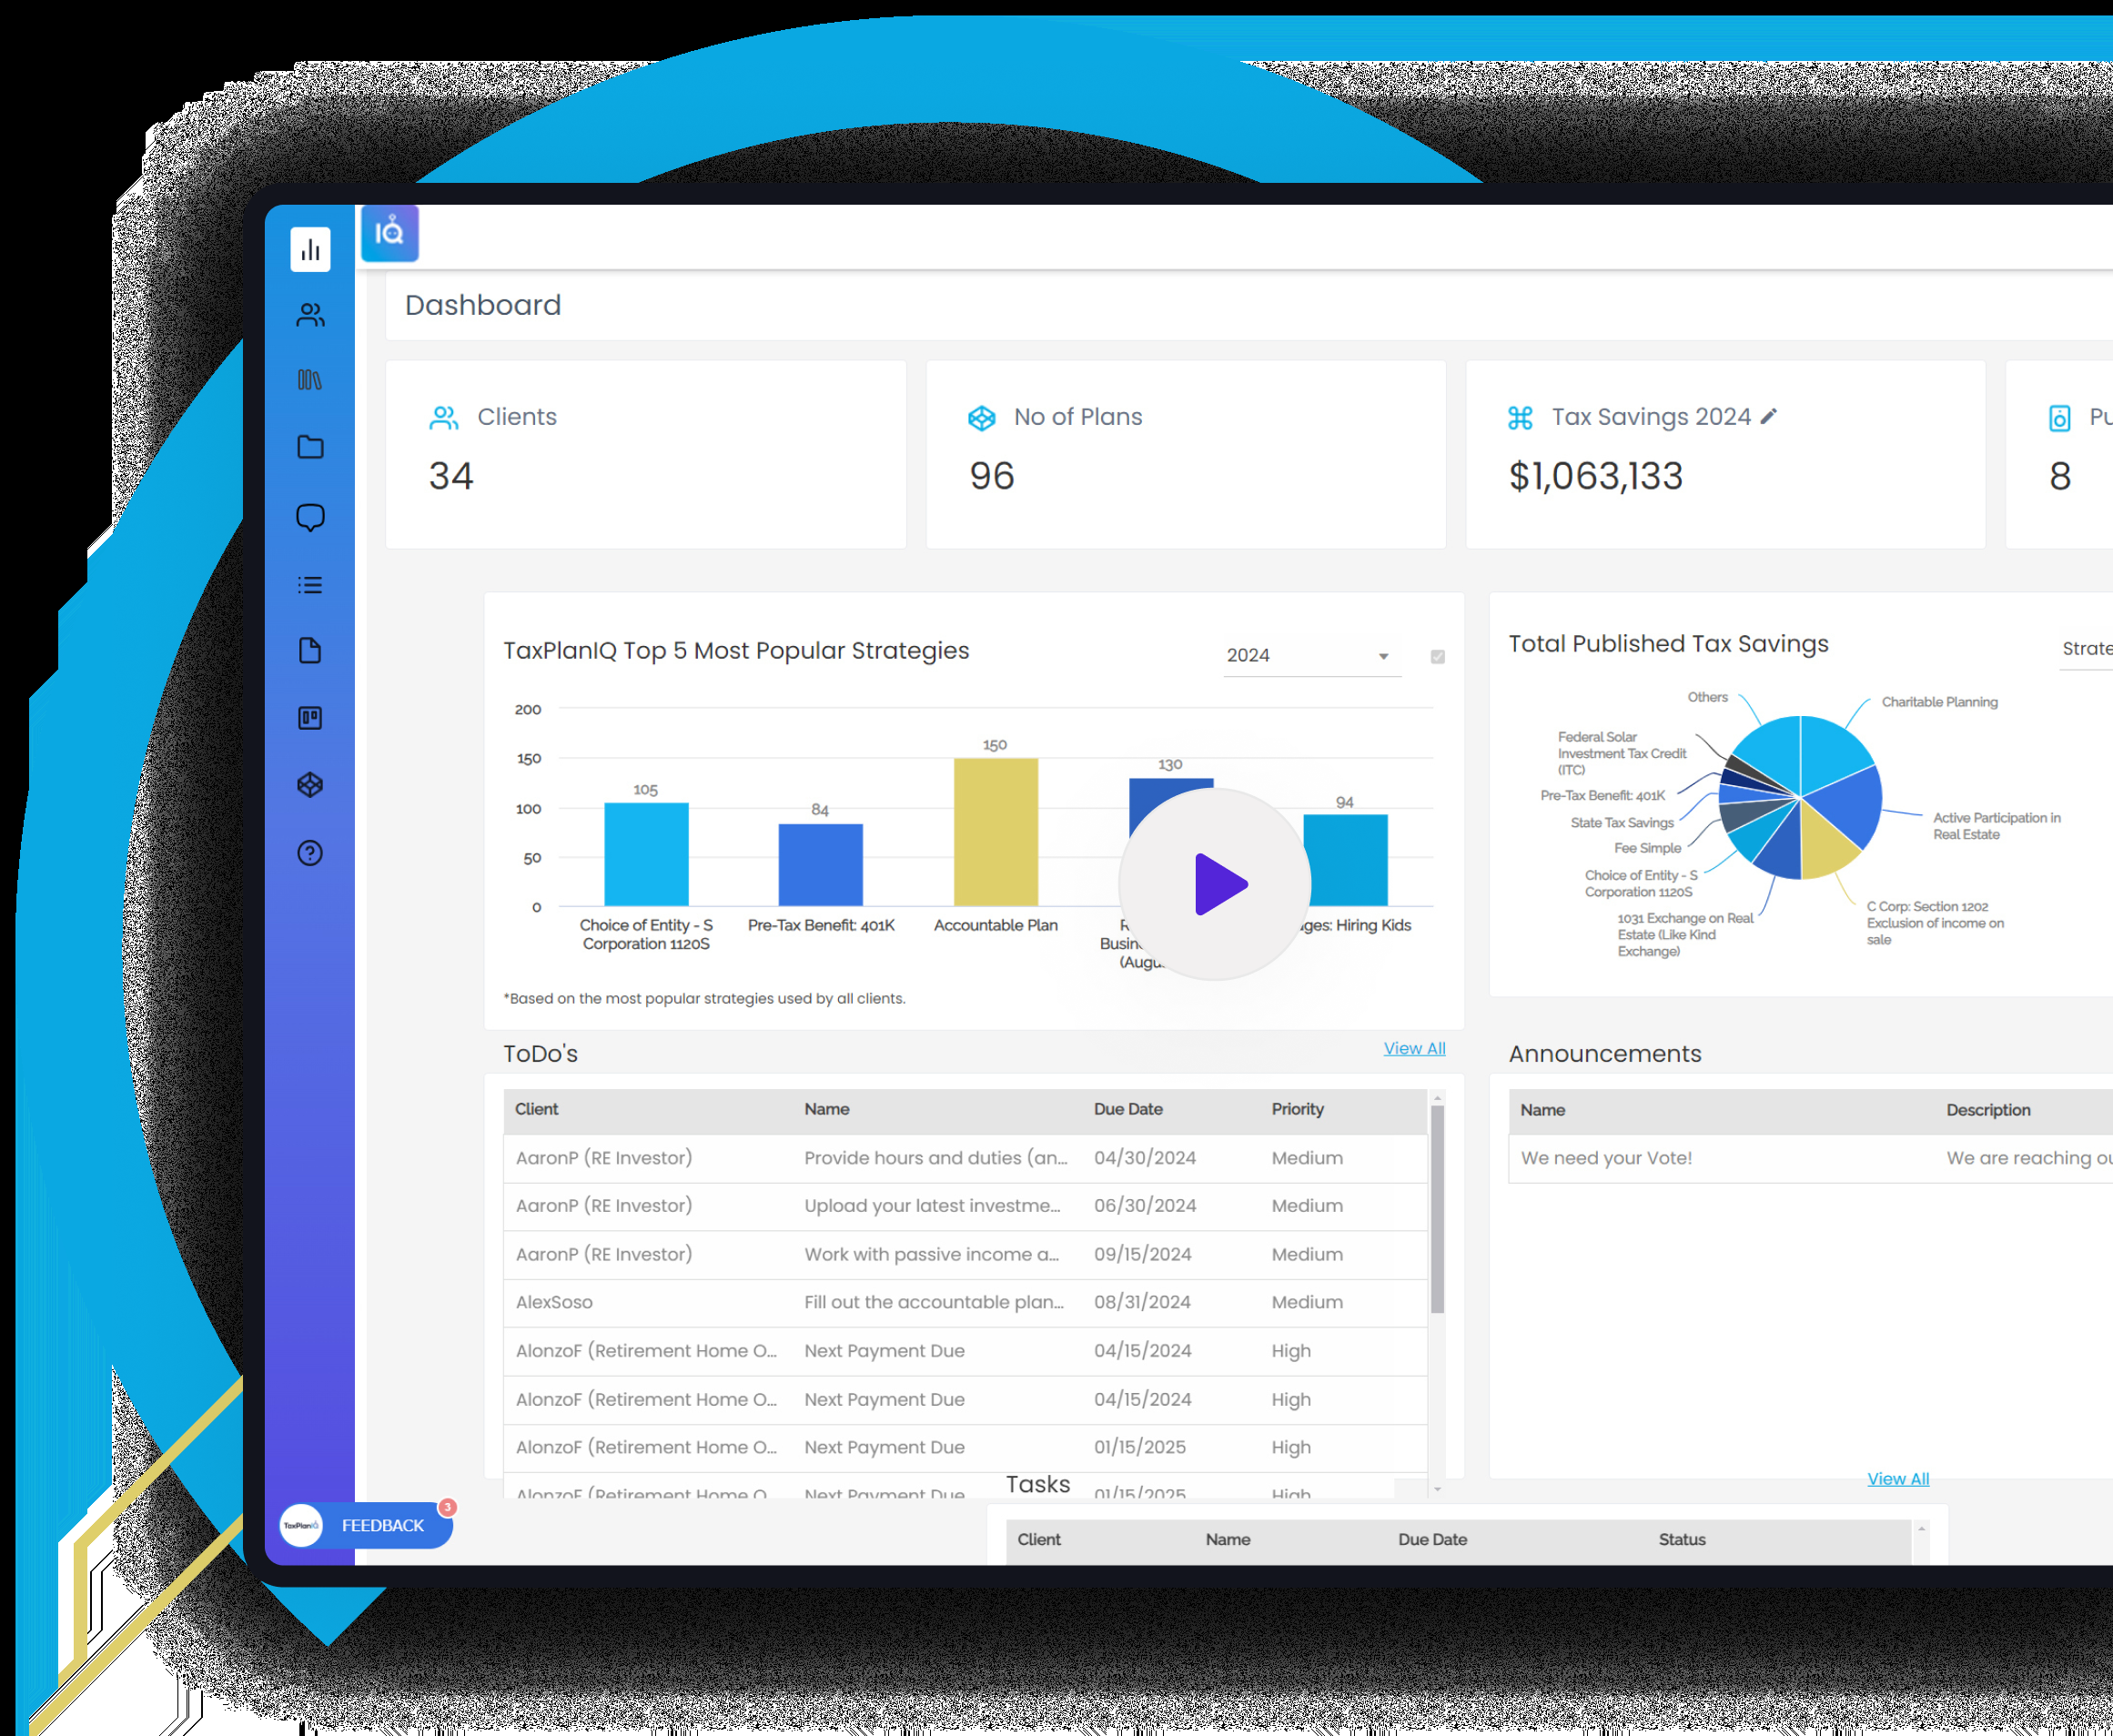 IQ
Dashboard
Clients
34
No of Plans
96
Tax Savings 2024
$1,063,133
Pu
8
TaxPlanIQ Top 5 Most Popular Strategies
2024
200
150
100
50
0
105
84
150
130
94
Choice of Entity - S
Corporation 1120S
Pre-Tax Benefit: 401K
Accountable Plan
R
Busin
(Augu
ges: Hiring Kids
*Based on the most popular strategies used by all clients.
Total Published Tax Savings
Strate
Others
Charitable Planning
Federal Solar
Investment Tax Credit
(ITC)
Pre-Tax Benefit: 401K
State Tax Savings
Fee Simple
Choice of Entity - S
Corporation 1120S
1031 Exchange on Real
Estate (Like Kind
Exchange)
Active Participation in
Real Estate
C Corp: Section 1202
Exclusion of income on
sale
ToDo's
View All
Client Name Due Date Priority
AaronP (RE Investor) Provide hours and duties (an... 04/30/2024 Medium
AaronP (RE Investor) Upload your latest investme... 06/30/2024 Medium
AaronP (RE Investor) Work with passive income a... 09/15/2024 Medium
AlexSoso Fill out the accountable plan... 08/31/2024 Medium
AlonzoF (Retirement Home O... Next Payment Due 04/15/2024 High
AlonzoF (Retirement Home O... Next Payment Due 04/15/2024 High
AlonzoF (Retirement Home O... Next Payment Due 01/15/2025 High
AlonzoF (Retirement Home O... Next Payment Due 01/15/2025 High
Announcements
Name Description
We need your Vote! We are reaching ou
View All
Tasks
Client Name Due Date Status
TaxPlanIQ
FEEDBACK
3